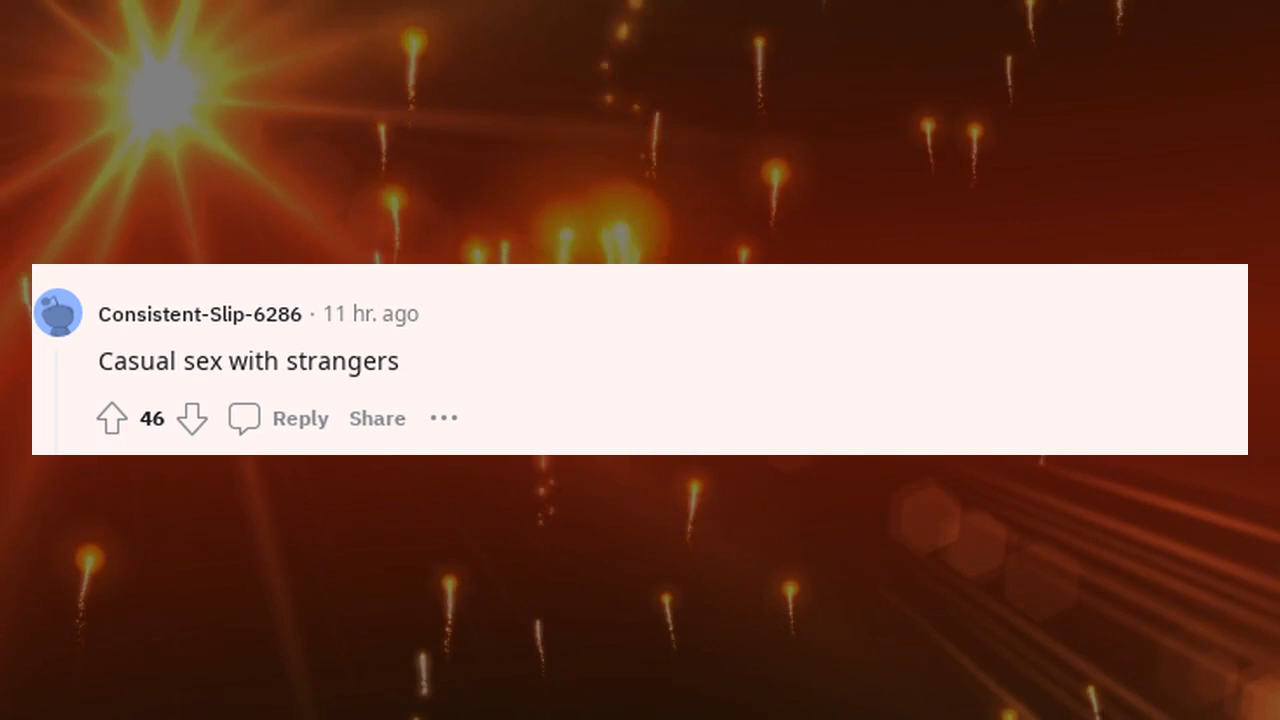 Consistent-Slip-6286 · 11 hr. ago
Casual sex with strangers
46 Reply Share ···